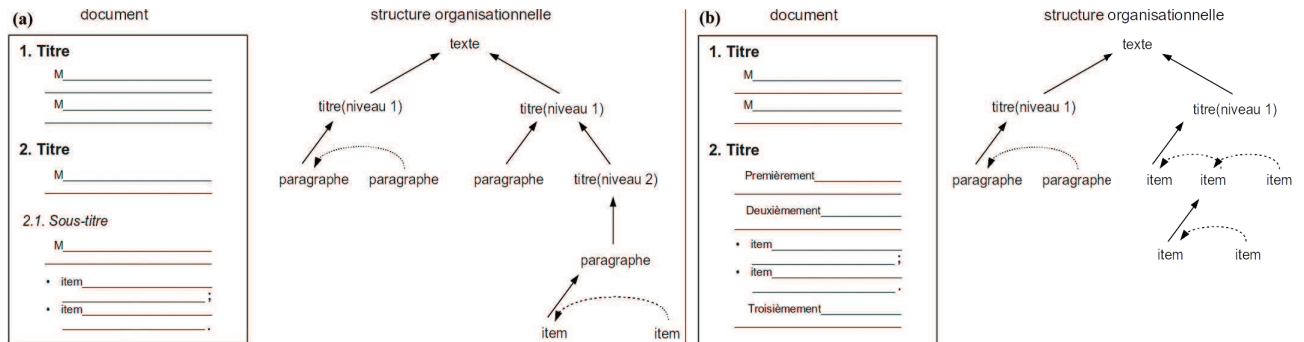 (a)
document
structure organisationnelle
1. Titre
M
M
2. Titre
M
2.1. Sous-titre
M
• item
;
• item
.
texte
titre(niveau 1) titre(niveau 1)
paragraphe paragraphe paragraphe titre(niveau 2)
paragraphe
item item
(b)
document
structure organisationnelle
1. Titre
M
M
2. Titre
Premièrement
Deuxièmement
• item
;
• item
.
Troisièmement
texte
titre(niveau 1) titre(niveau 1)
paragraphe paragraphe item item item
item item